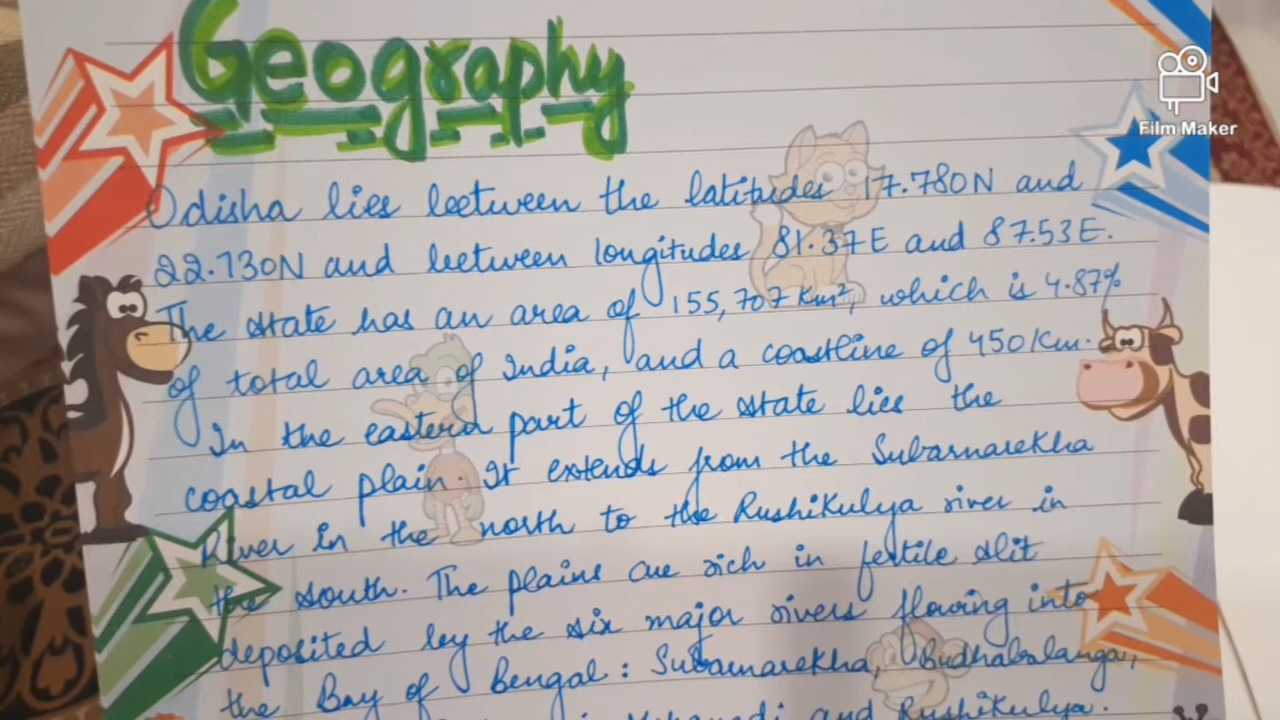 Geography
Film Maker
Odisha lies between the latitudes 17.780N and
22.730N and between longitudes 81.37E and 87.53E.
The state has an area of 155,707 Km², which is 4.87%
of total area of India, and a coastline of 450 Km.
In the eastern part of the state lies the
coastal plain. It extends from the Subarnarekha
River in the north to the Rushikulya river in
the south. The plains are rich in fertile slit
deposited by the six major rivers flowing into
the Bay of Bengal: Subarnarekha, Budhabalanga,
and Rushikulya.